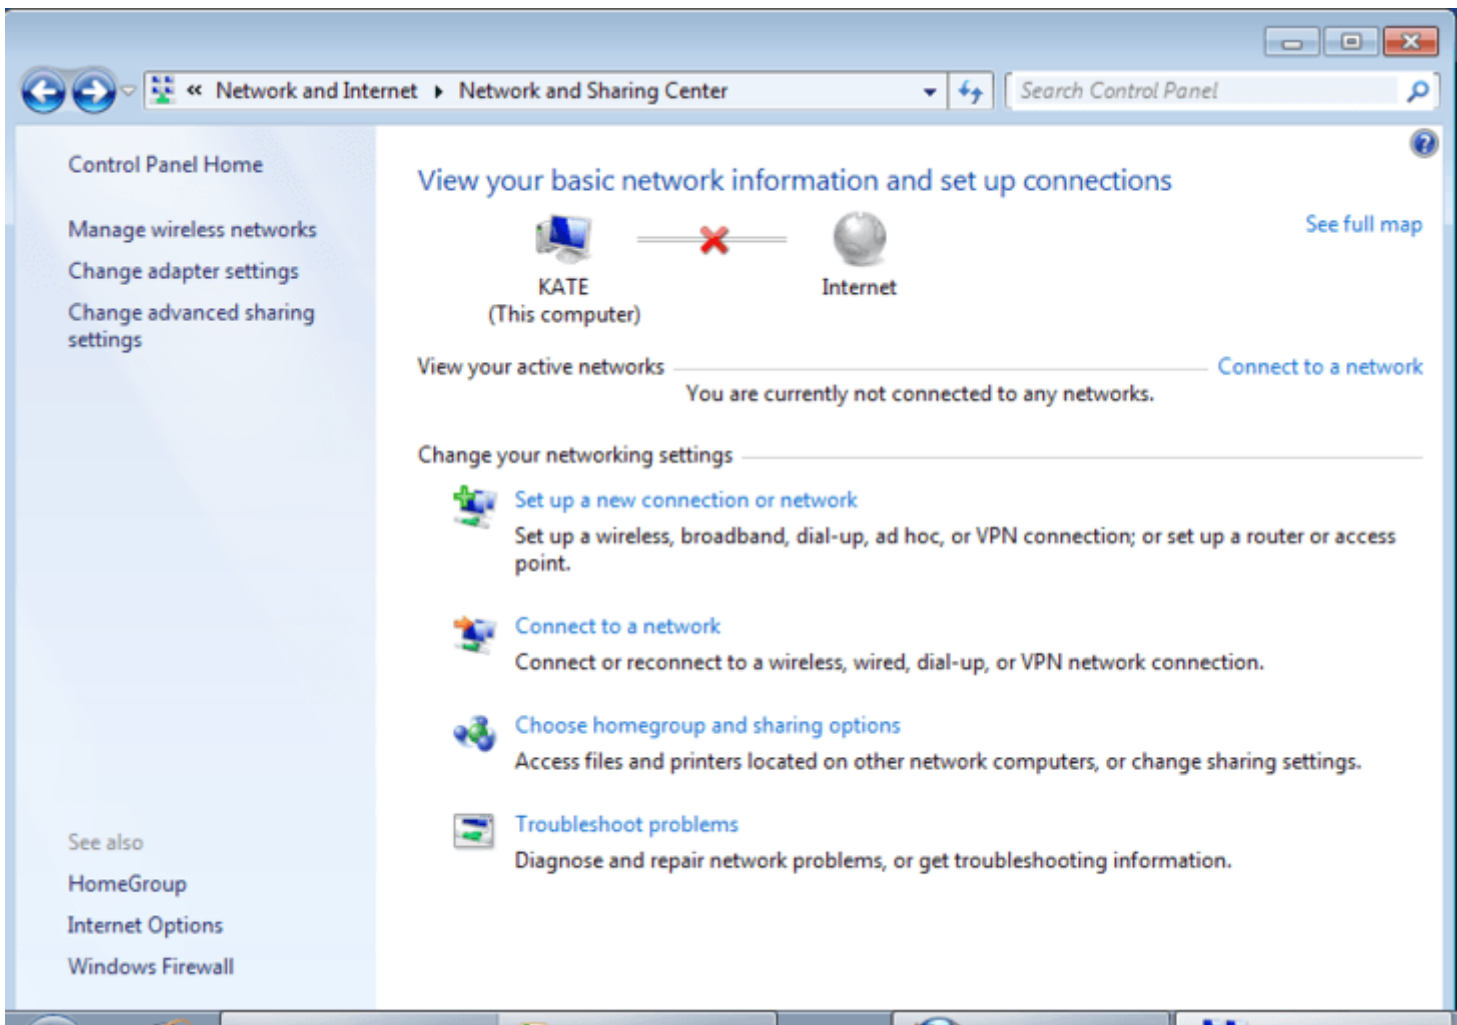 « Network and Internet ▸ Network and Sharing Center
Search Control Panel
Control Panel Home
Manage wireless networks
Change adapter settings
Change advanced sharing
settings
See also
HomeGroup
Internet Options
Windows Firewall
View your basic network information and set up connections
See full map
KATE
(This computer)
Internet
View your active networks
Connect to a network
You are currently not connected to any networks.
Change your networking settings
Set up a new connection or network
Set up a wireless, broadband, dial-up, ad hoc, or VPN connection; or set up a router or access
point.
Connect to a network
Connect or reconnect to a wireless, wired, dial-up, or VPN network connection.
Choose homegroup and sharing options
Access files and printers located on other network computers, or change sharing settings.
Troubleshoot problems
Diagnose and repair network problems, or get troubleshooting information.